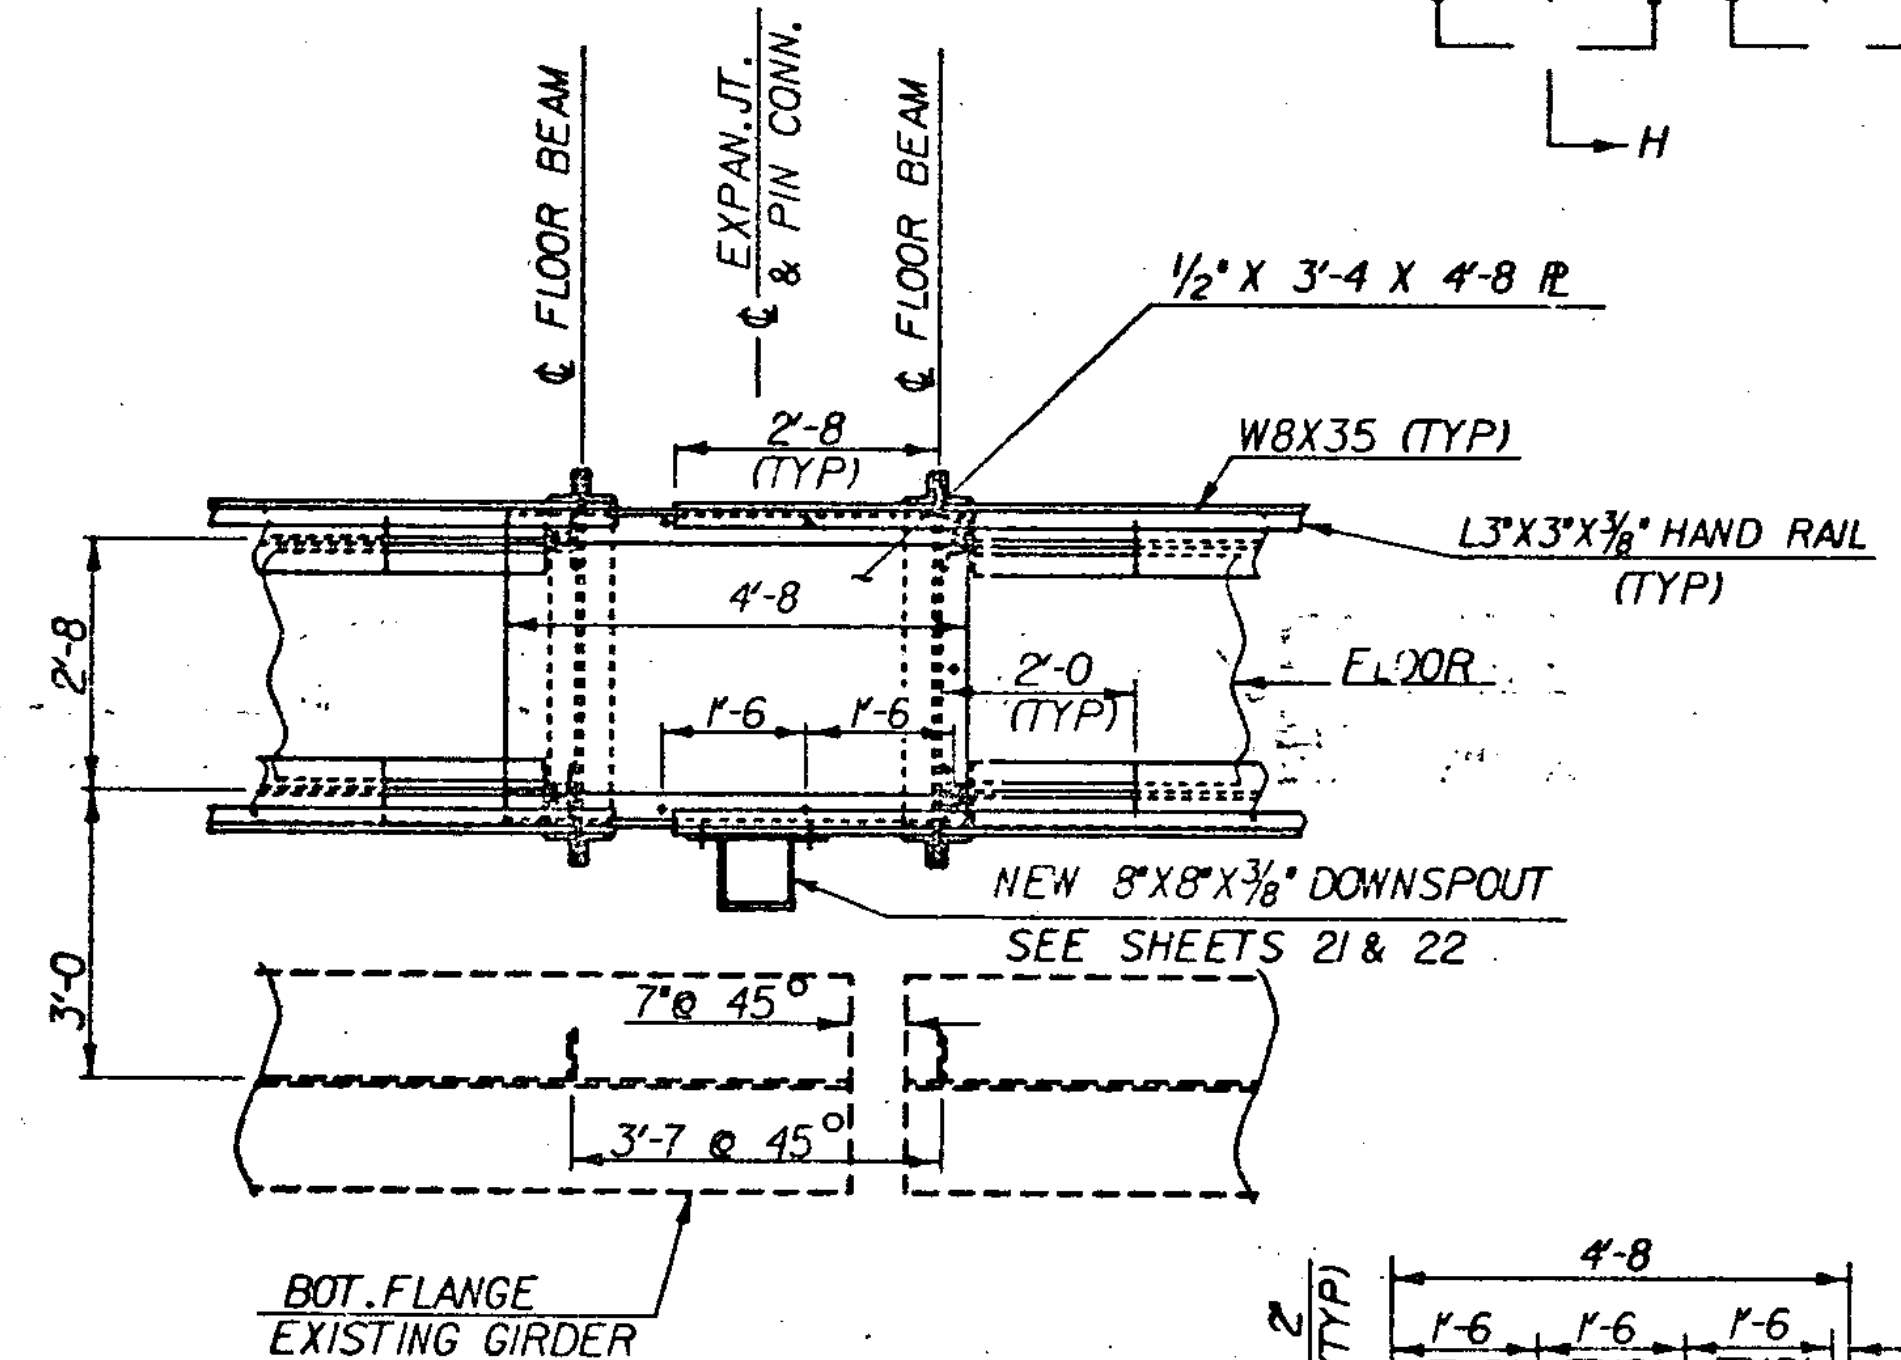 ℄ FLOOR BEAM
℄ EXPAN.JT.
& PIN CONN.
℄ FLOOR BEAM
H
1/2" X 3'-4 X 4'-8 ℞
2'-8
(TYP)
W8X35 (TYP)
L3"X3"X3/8" HAND RAIL
(TYP)
4'-8
2'-8
2'-0
(TYP)
FLOOR
1'-6
1'-6
NEW 8"X8"X3/8" DOWNSPOUT
SEE SHEETS 21 & 22
3'-0
7"@ 45°
3'-7 @ 45°
BOT.FLANGE
EXISTING GIRDER
4'-8
2"
(TYP)
1'-6
1'-6
1'-6